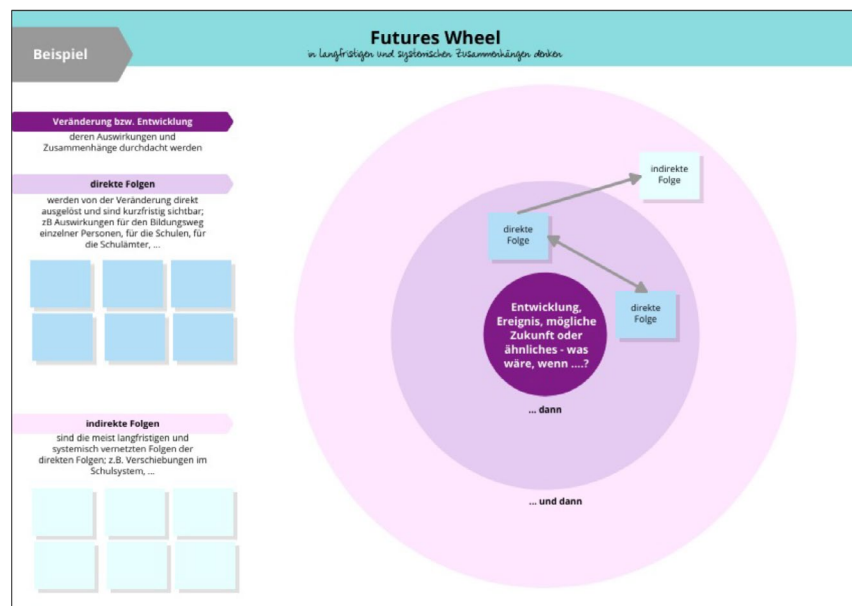 Futures Wheel
in langfristigen und systemischen Zusammenhängen denken
Beispiel
Veränderung bzw. Entwicklung
deren Auswirkungen und
Zusammenhänge durchdacht werden
direkte Folgen
werden von der Veränderung direkt
ausgelöst und sind kurzfristig sichtbar;
zB Auswirkungen für den Bildungsweg
einzelner Personen, für die Schulen, für
die Schulämter, ...
indirekte Folgen
sind die meist langfristigen und
systemisch vernetzten Folgen der
direkten Folgen; z.B. Verschiebungen im
Schulsystem, ...
indirekte
Folge
direkte
Folge
direkte
Folge
Entwicklung,
Ereignis, mögliche
Zukunft oder
ähnliches - was
wäre, wenn ....?
... dann
... und dann